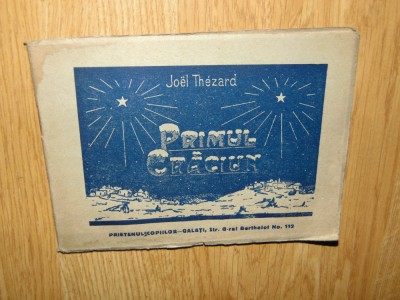 Joël Thézard
PRIMUL
CRĂCIUN
PRIETENUL COPIILOR—GALAȚI, Str. G-ral Berthelot No. 112